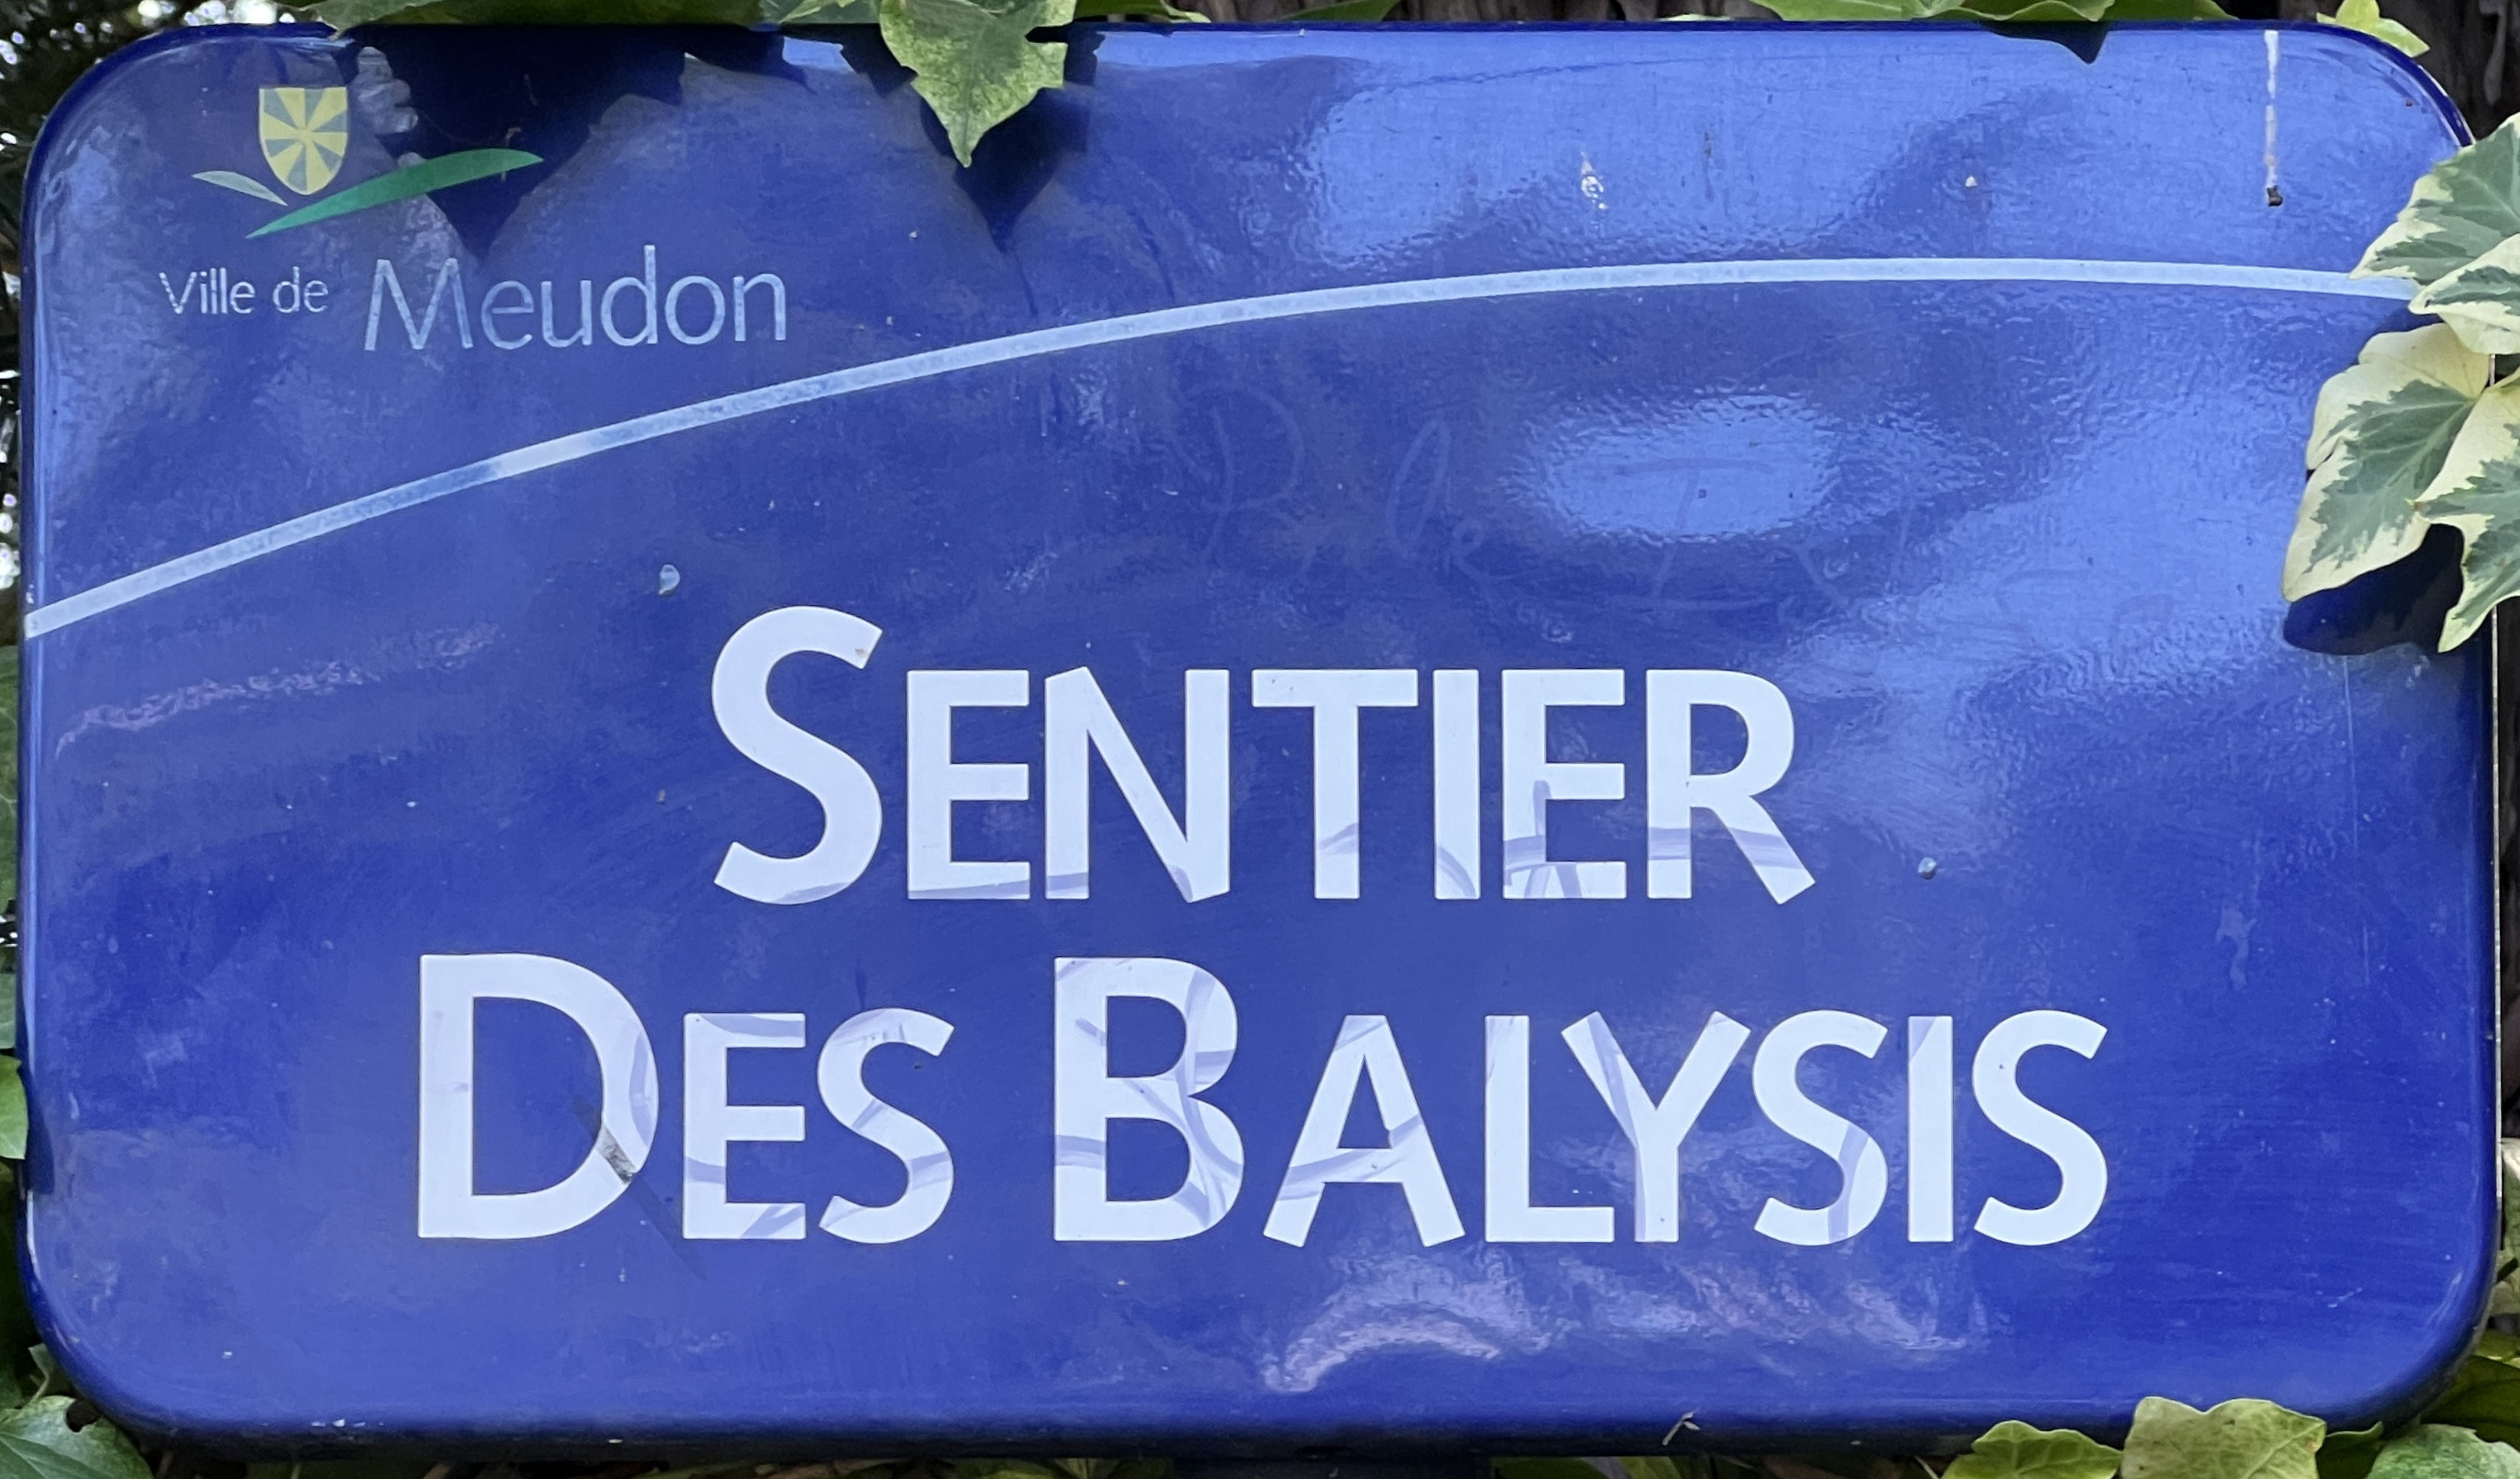 Ville de Meudon
SENTIER
DES BALYSIS